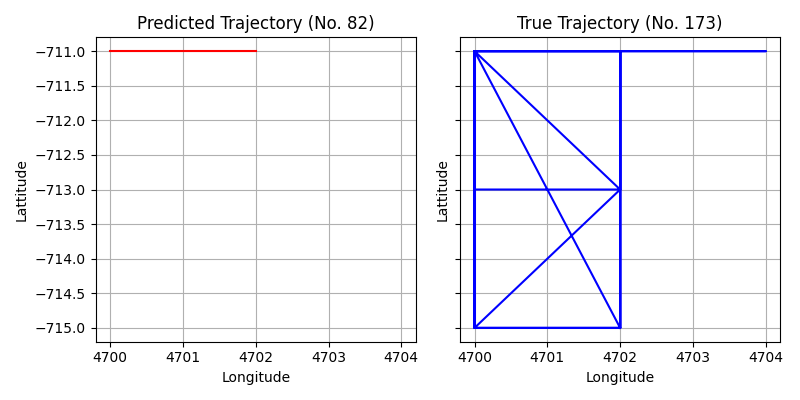 Predicted Trajectory (No. 82)
−711.0
−711.5
−712.0
−712.5
−713.0
−713.5
−714.0
−714.5
−715.0
Lattitude
4700 4701 4702 4703 4704
Longitude
True Trajectory (No. 173)
Lattitude
4700 4701 4702 4703 4704
Longitude